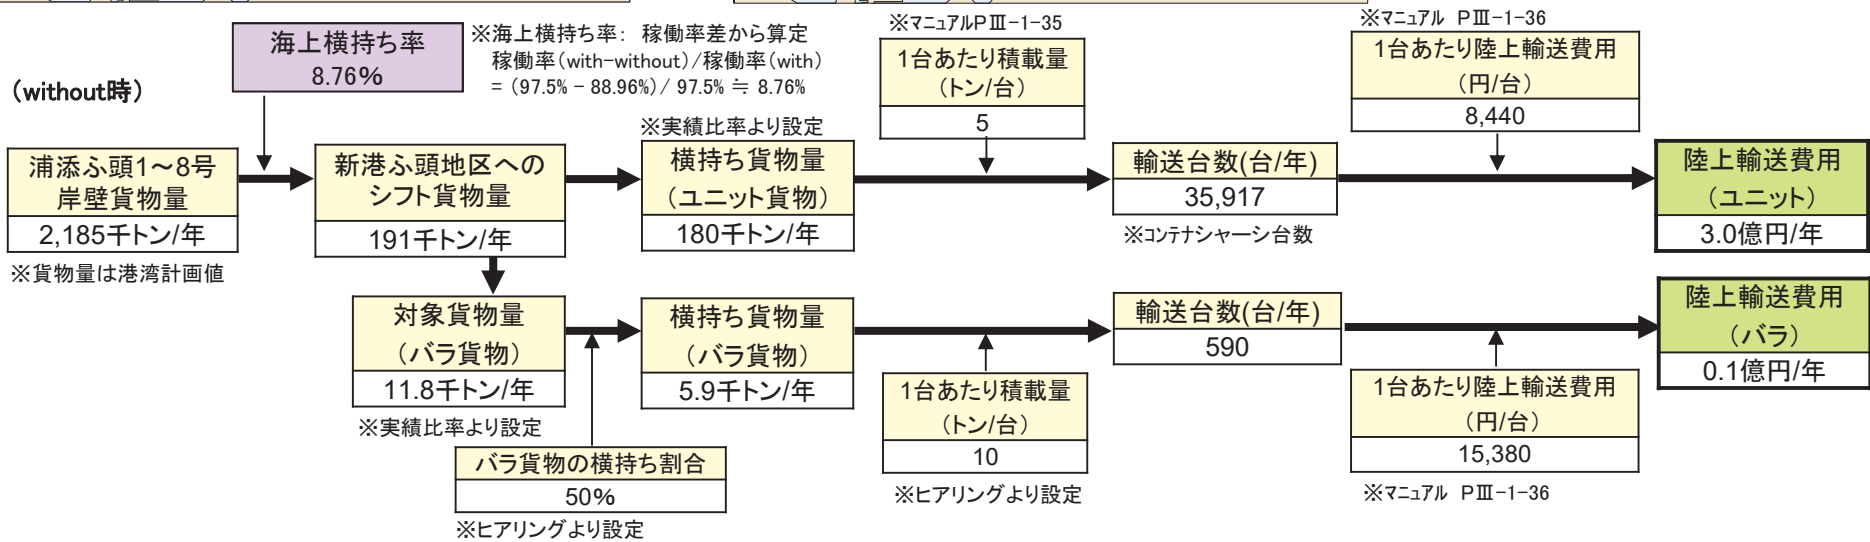 海上横持ち率
8.76%
※海上横持ち率: 稼働率差から算定
稼働率(with-without)/稼働率(with)
= (97.5% - 88.96%)/ 97.5% ≒ 8.76%
※マニュアルPⅢ-1-35
1台あたり積載量
(トン/台)
5
※マニュアル PⅢ-1-36
1台あたり陸上輸送費用
(円/台)
8,440
(without時)
※実績比率より設定
浦添ふ頭1~8号
岸壁貨物量
2,185千トン/年
※貨物量は港湾計画値
新港ふ頭地区への
シフト貨物量
191千トン/年
横持ち貨物量
(ユニット貨物)
180千トン/年
輸送台数(台/年)
35,917
※コンテナシャーシ台数
陸上輸送費用
(ユニット)
3.0億円/年
対象貨物量
(バラ貨物)
11.8千トン/年
※実績比率より設定
横持ち貨物量
(バラ貨物)
5.9千トン/年
輸送台数(台/年)
590
陸上輸送費用
(バラ)
0.1億円/年
バラ貨物の横持ち割合
50%
※ヒアリングより設定
1台あたり積載量
(トン/台)
10
※ヒアリングより設定
1台あたり陸上輸送費用
(円/台)
15,380
※マニュアル PⅢ-1-36